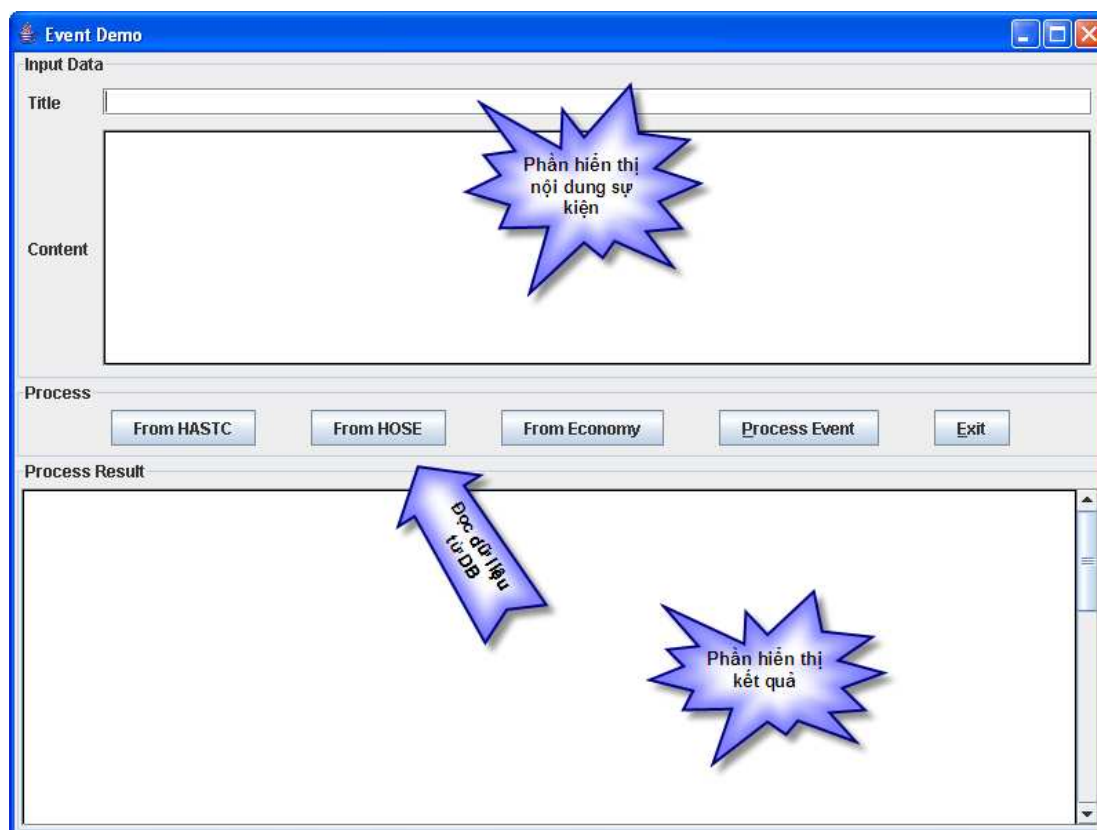 Event Demo
Input Data
Title
Phần hiển thị
nội dung sự
kiện
Content
Process
From HASTC
From HOSE
From Economy
Process Event
Exit
Process Result
Đọc dữ liệu
từ DB
Phần hiển thị
kết quả